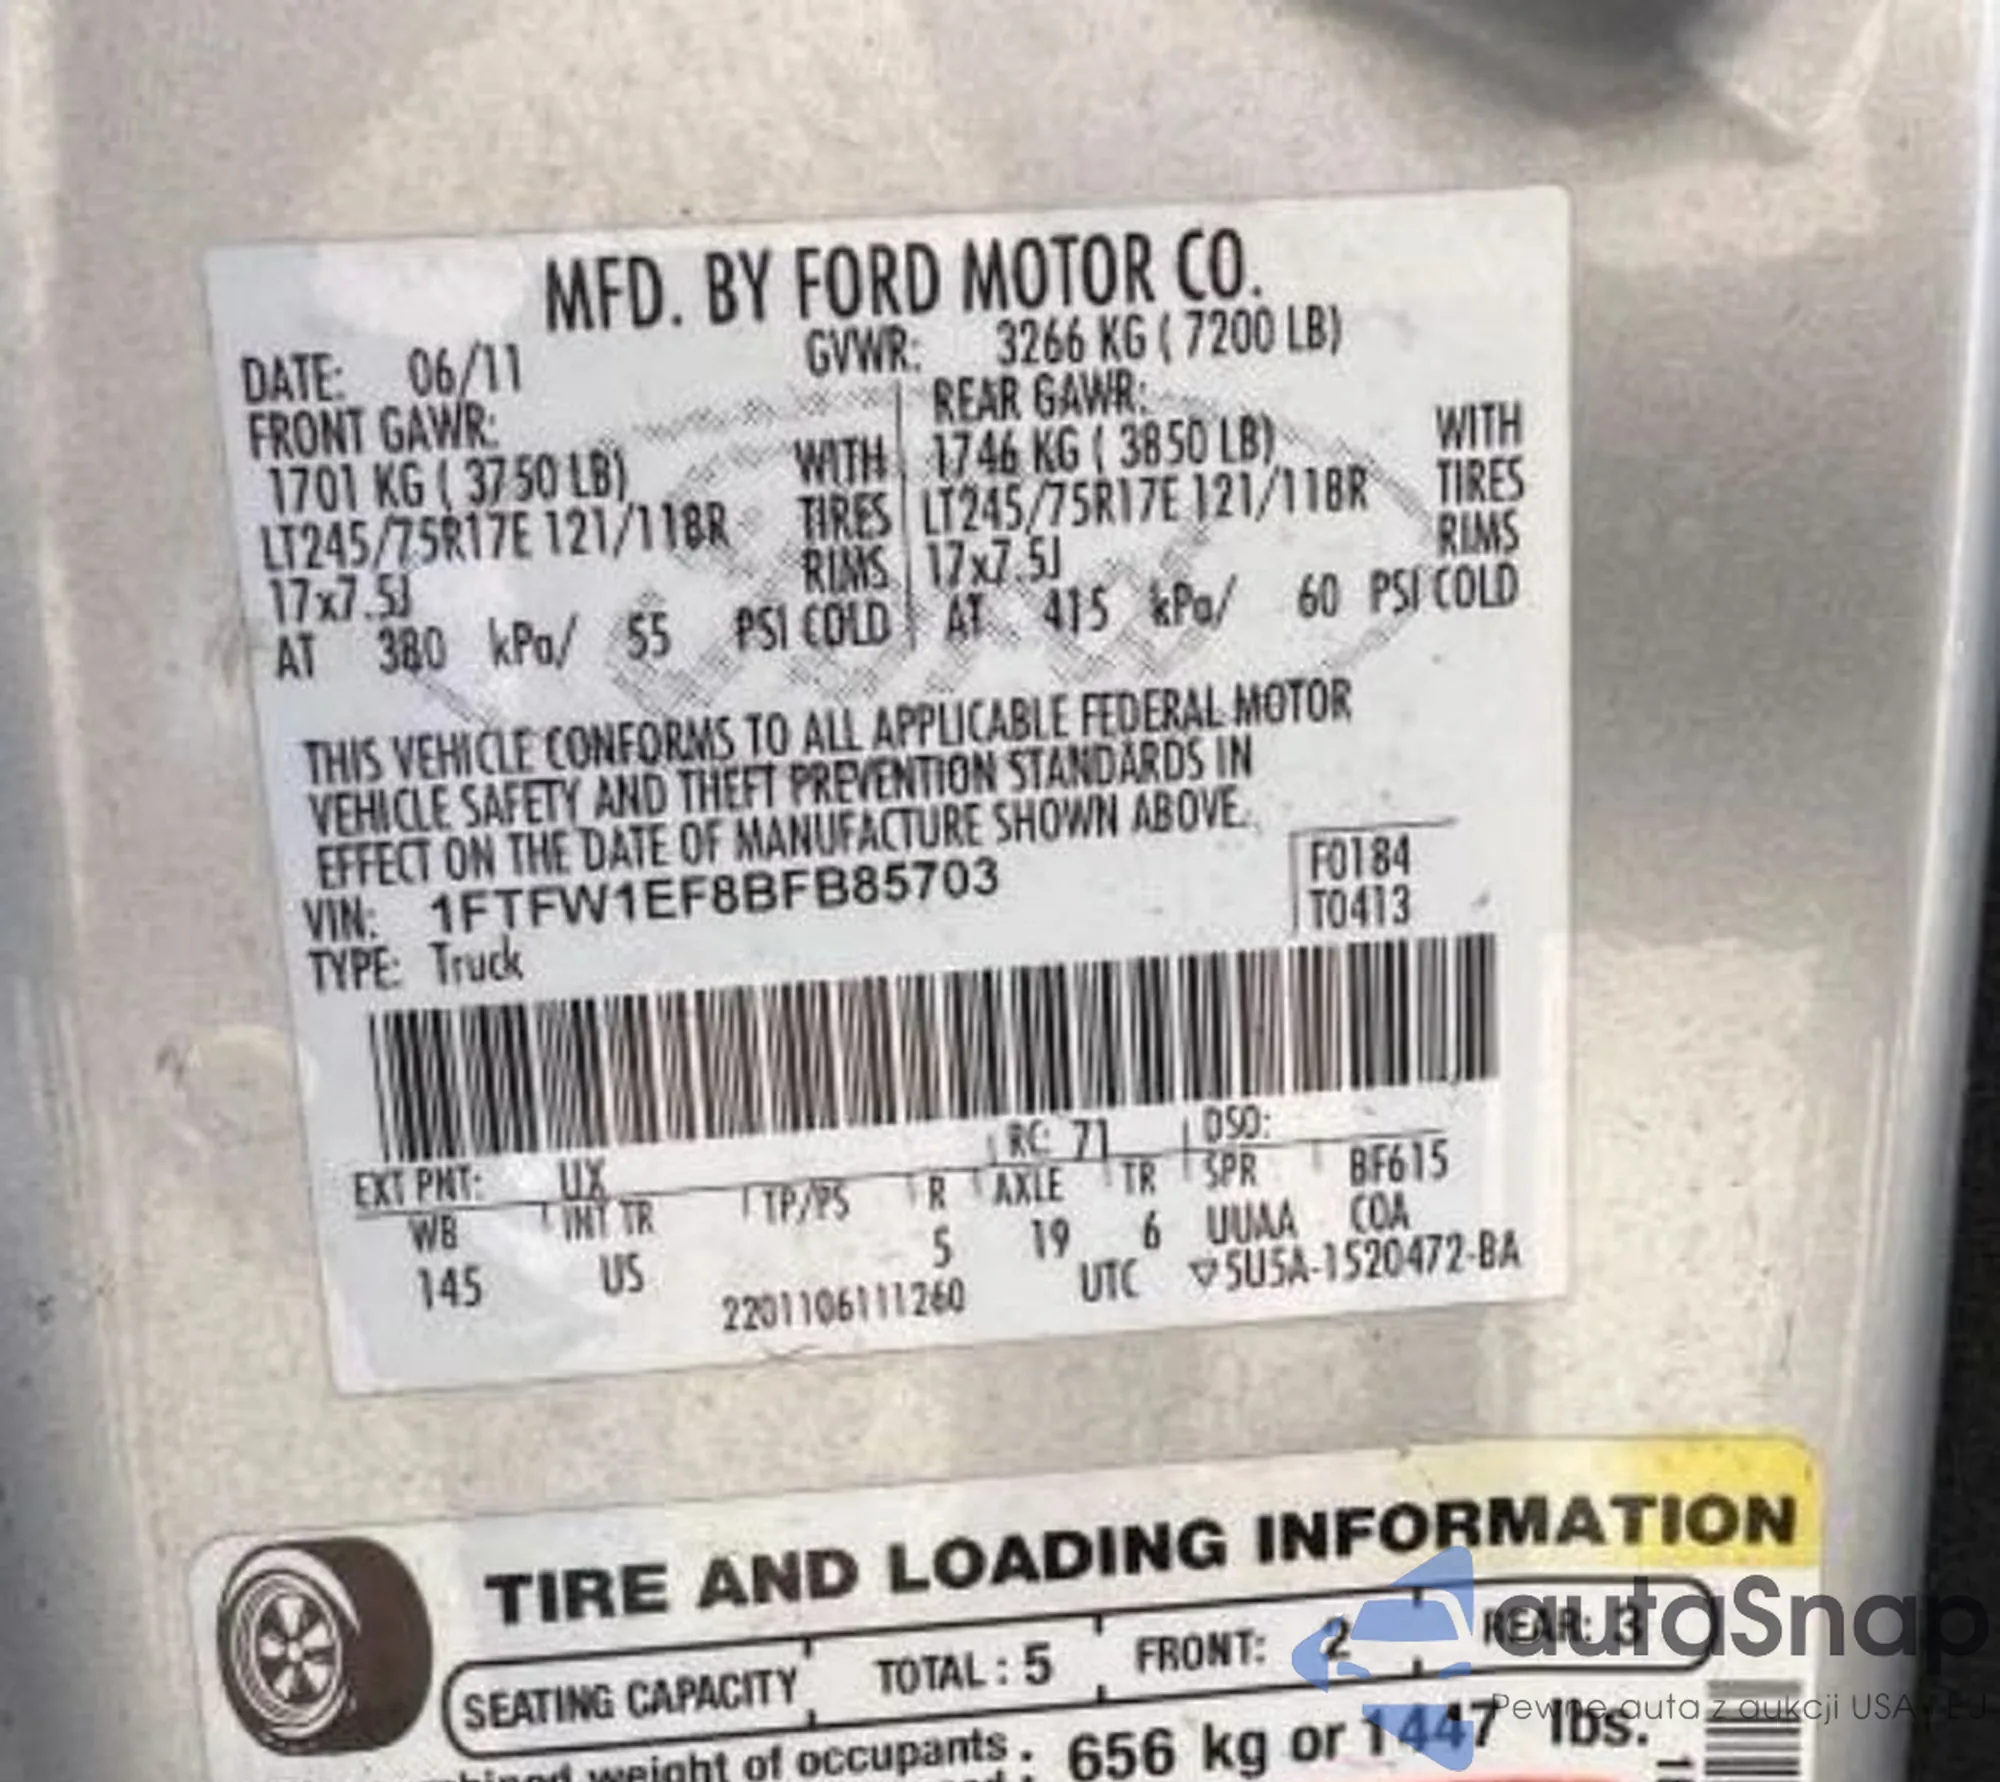 MFD. BY FORD MOTOR CO.
DATE: 06/11 GVWR: 3266 KG ( 7200 LB)
FRONT GAWR: REAR GAWR:
1701 KG ( 3750 LB) WITH 1746 KG ( 3850 LB) WITH
LT245/75R17E 121/118R TIRES LT245/75R17E 121/118R TIRES
17x7.5J RIMS 17x7.5J RIMS
AT 380 kPa/ 55 PSI COLD AT 415 kPa/ 60 PSI COLD
THIS VEHICLE CONFORMS TO ALL APPLICABLE FEDERAL MOTOR
VEHICLE SAFETY AND THEFT PREVENTION STANDARDS IN
EFFECT ON THE DATE OF MANUFACTURE SHOWN ABOVE.
VIN: 1FTFW1EF8BFB85703
F0184
T0413
TYPE: Truck
EXT PNT: UX RC: 71 DSO:
WB INT TR TP/PS R AXLE TR SPR BF615
145 US 5 19 6 UUAA COA
2201106111260 UTC ▽5U5A-1520472-BA
TIRE AND LOADING INFORMATION
SEATING CAPACITY TOTAL : 5 FRONT: 2 REAR: 3
weight of occupants 656 kg or 1447 lbs.
autaSnap
Pewne auta z aukcji USA